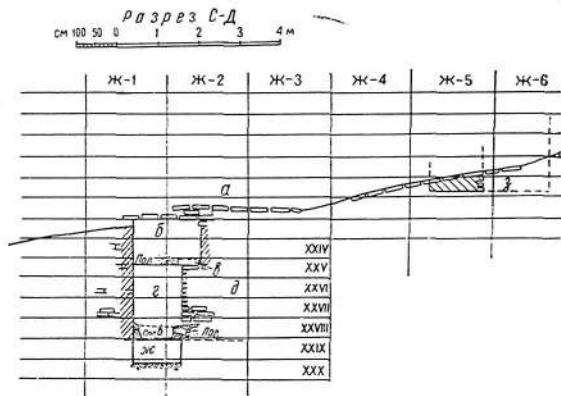 Разрез С-Д
см 100 50 0 1 2 3 4 м
Ж-1 Ж-2 Ж-3 Ж-4 Ж-5 Ж-6
а
з
б
XXIV
Пол
в
XXV
г
д
XXVI
XXVII
Пол
XXVIII
XXIX
XXX